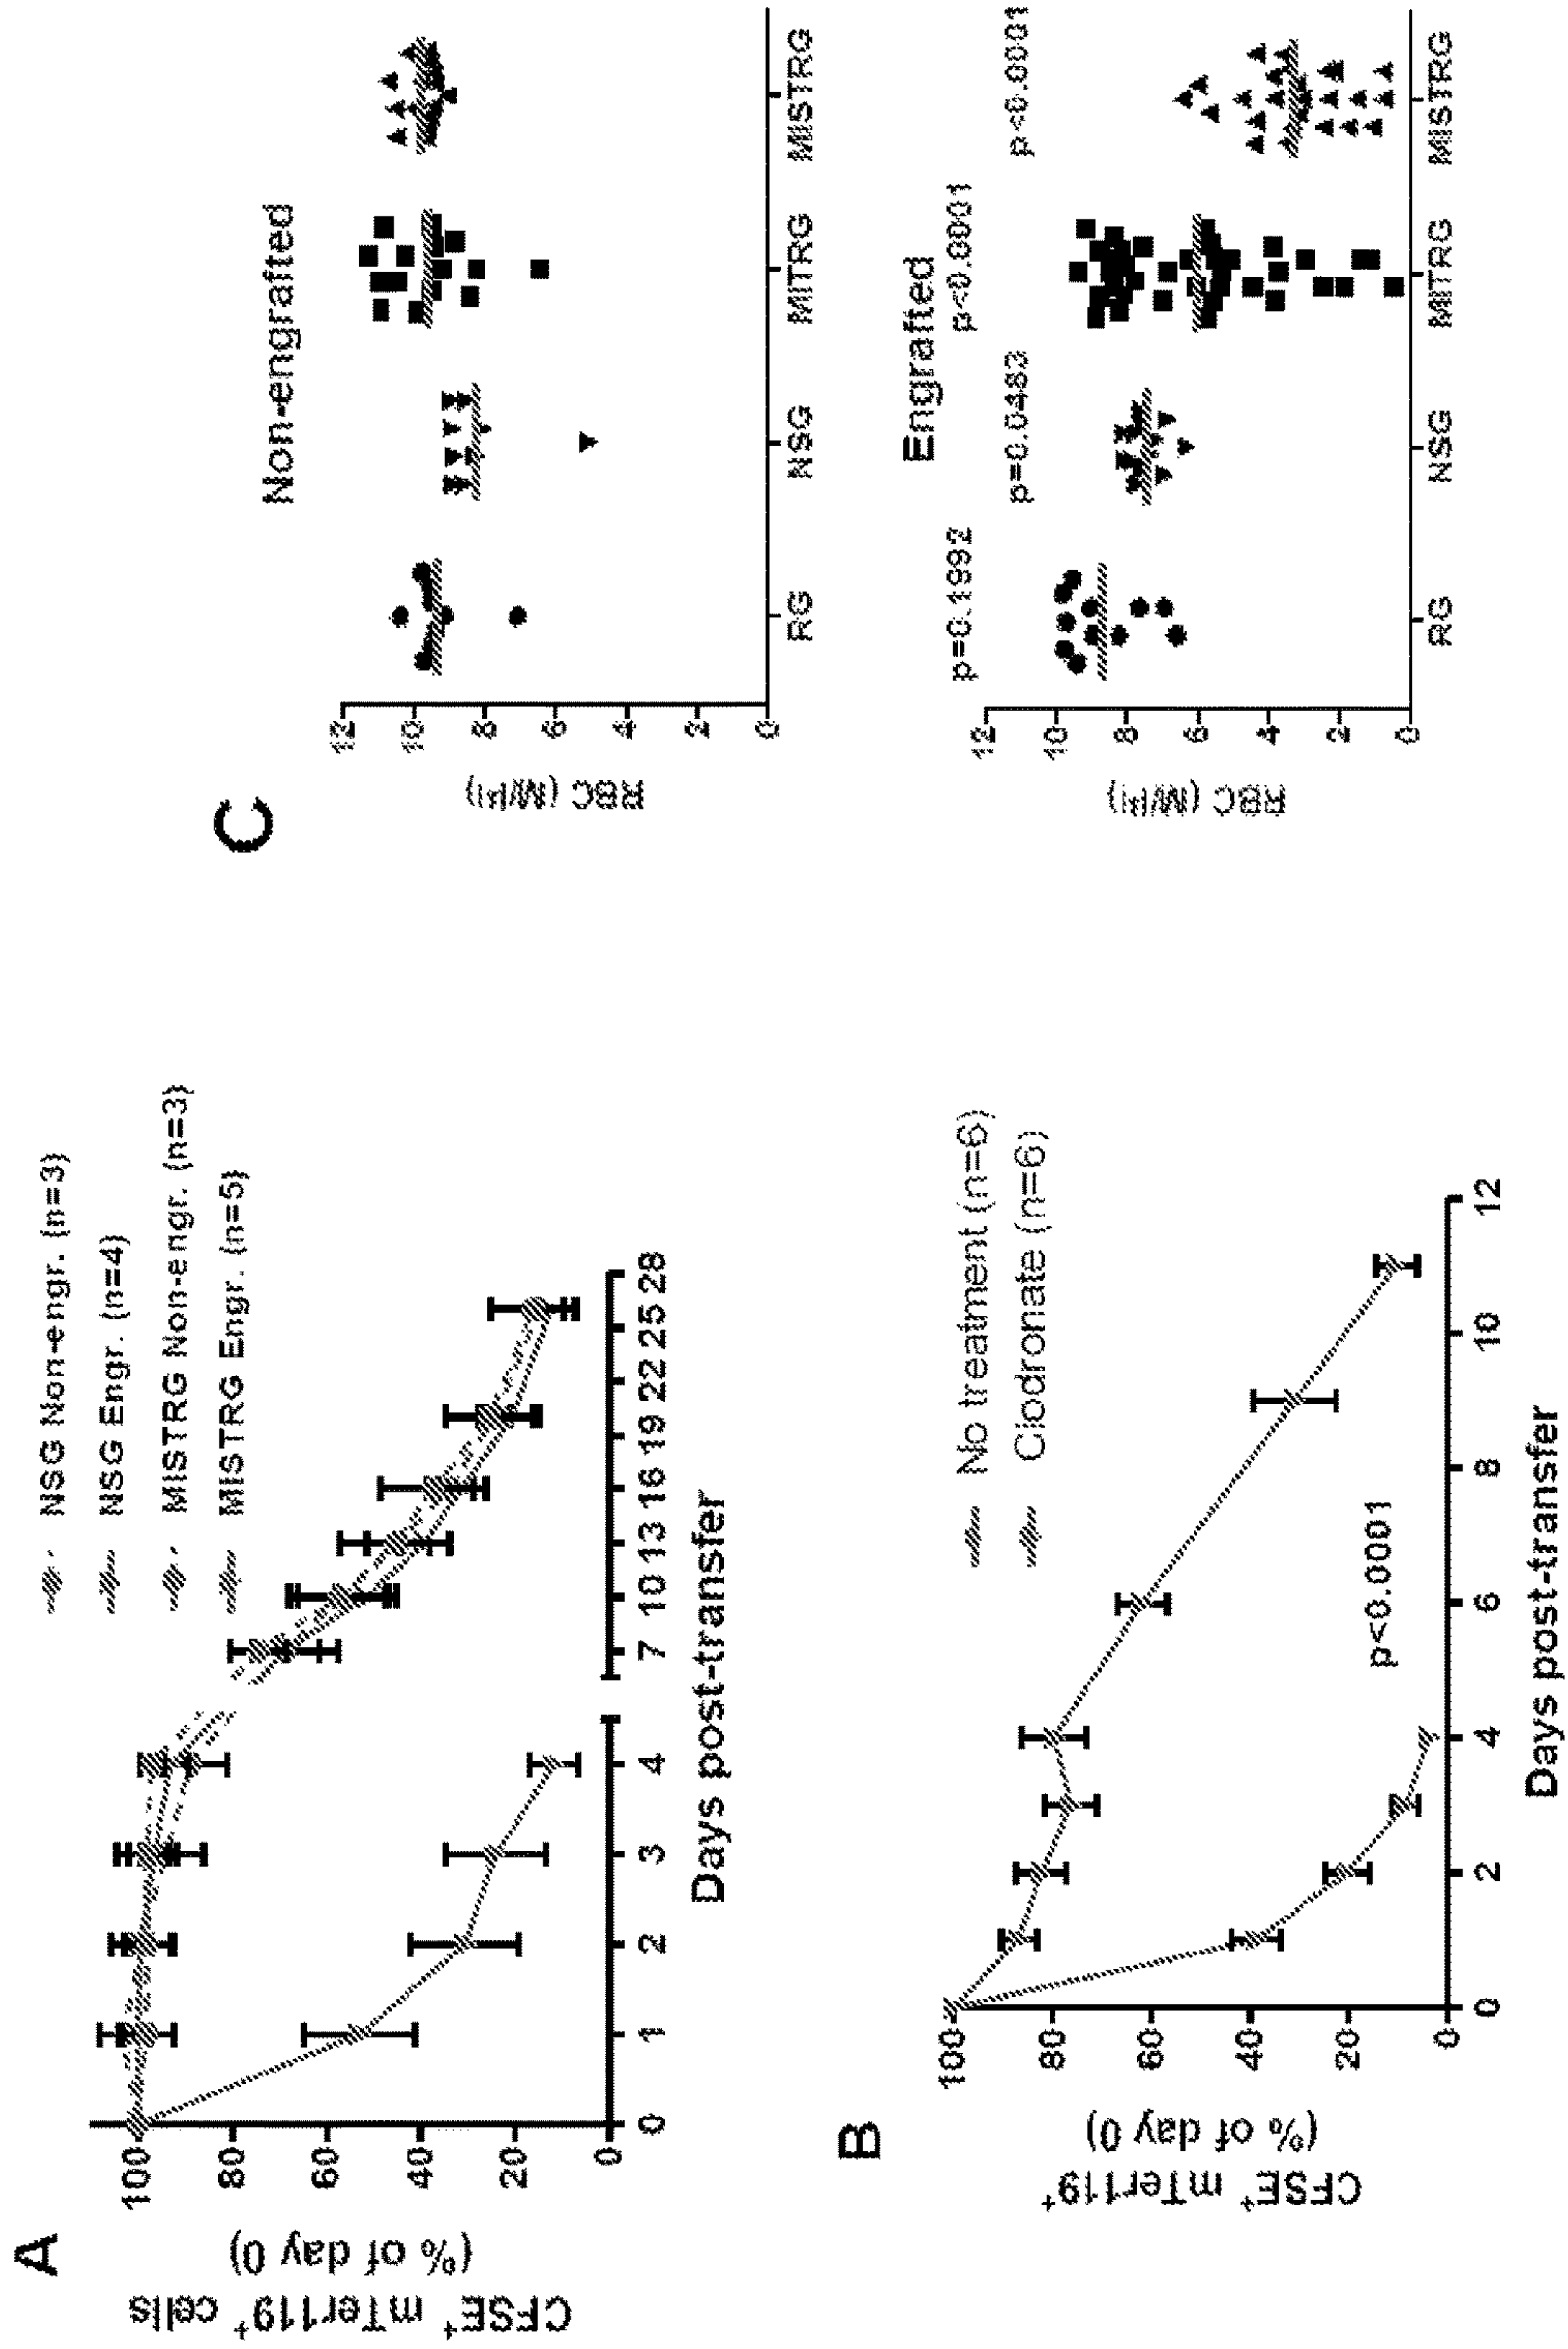 A
CFSE+ mTer119+ cells
(% of day 0)
100
80
60
40
20
0
0 1 2 3 4 7 10 13 16 19 22 25 28
Days post-transfer
NSG Non-engr. (n=3)
NSG Engr. (n=4)
MISTRG Non-engr. (n=3)
MISTRG Engr. (n=5)
B
CFSE+ mTer119+
(% of day 0)
100
80
60
40
20
0
0 2 4 6 8 10 12
Days post-transfer
No treatment (n=6)
Clodronate (n=6)
p<0.0001
C
Non-engrafted
RBC (M/µl)
12
10
8
6
4
2
0
RG NSG MITRG MISTRG
Engrafted
p=0.1992 p=0.0483 p<0.0001 p<0.0001
RBC (M/µl)
12
10
8
6
4
2
0
RG NSG MITRG MISTRG